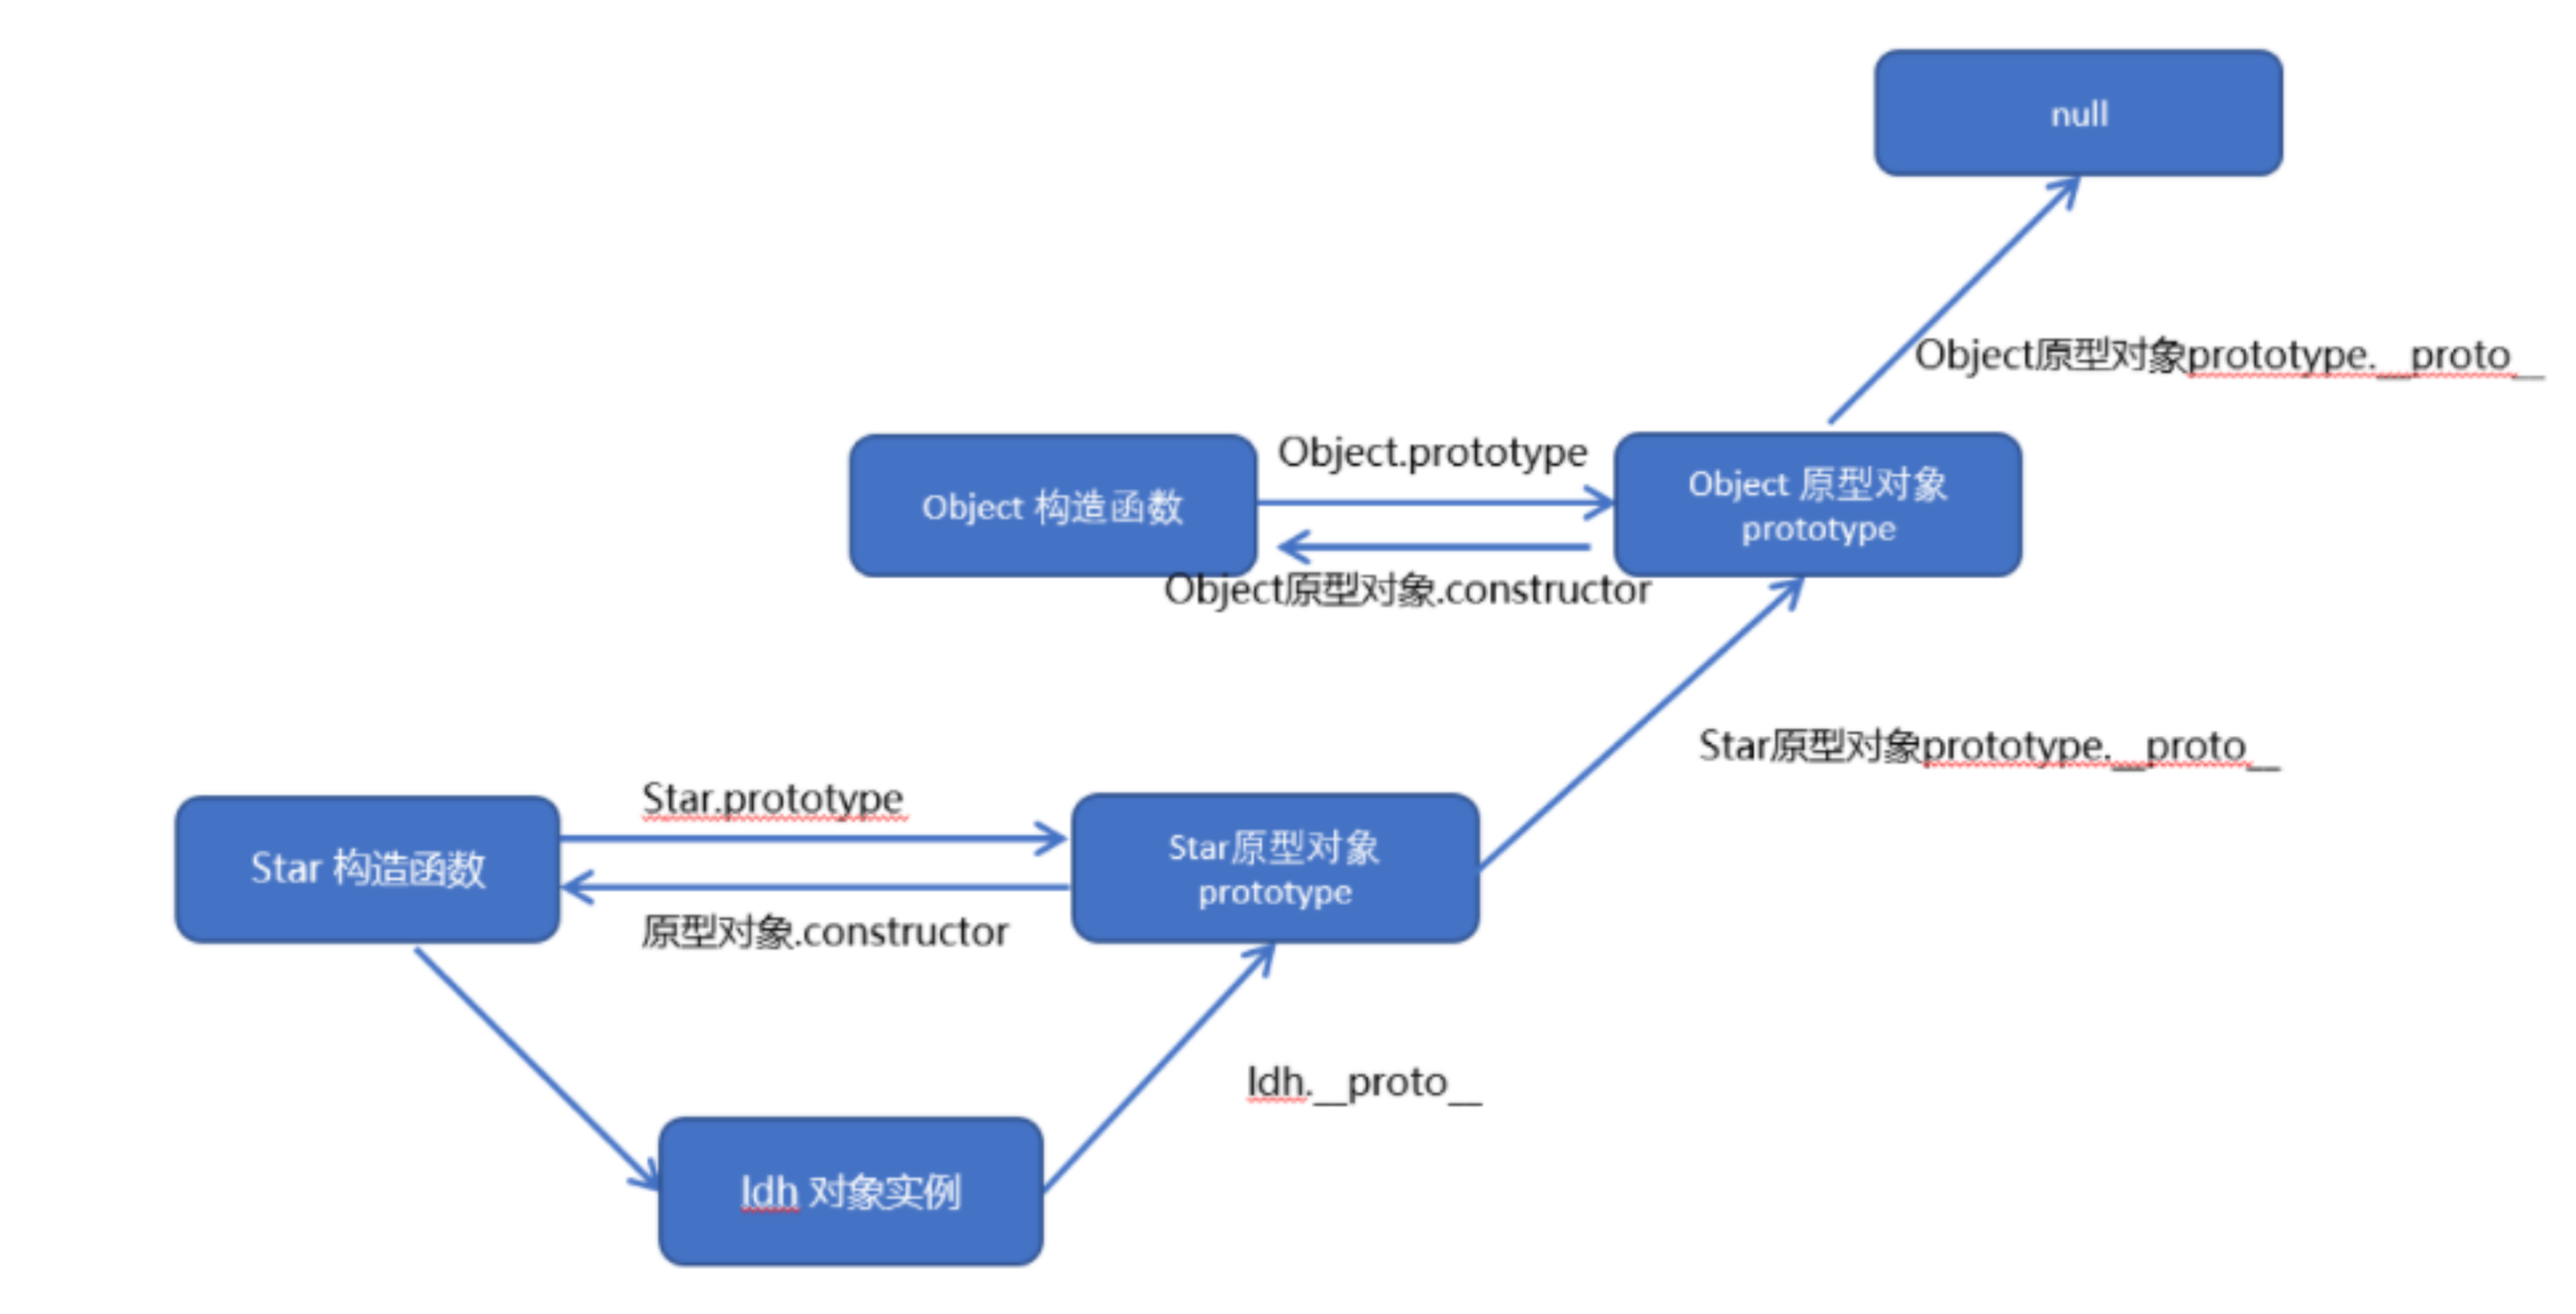 null
Object原型对象prototype.__proto__
Object.prototype
Object 构造函数
Object 原型对象
prototype
Object原型对象.constructor
Star原型对象prototype.__proto__
Star.prototype
Star 构造函数
Star原型对象
prototype
原型对象.constructor
ldh.__proto__
ldh 对象实例